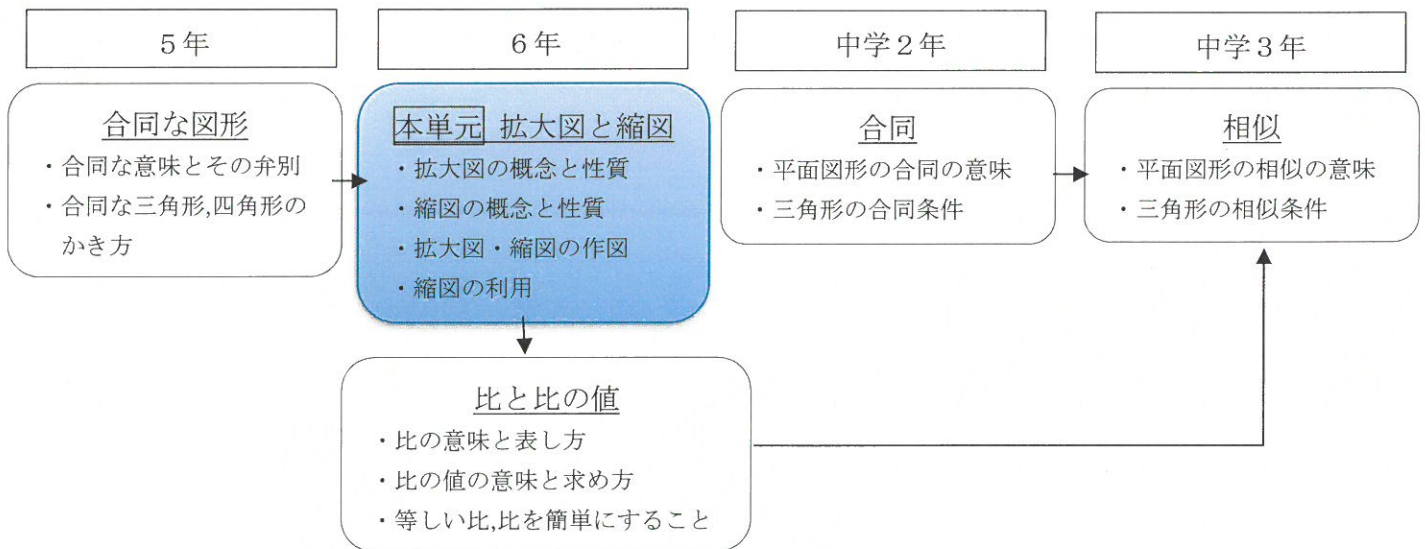 5年
6年
中学2年
中学3年
合同な図形
・合同な意味とその弁別
・合同な三角形,四角形の
かき方
本単元 拡大図と縮図
・拡大図の概念と性質
・縮図の概念と性質
・拡大図・縮図の作図
・縮図の利用
合同
・平面図形の合同の意味
・三角形の合同条件
相似
・平面図形の相似の意味
・三角形の相似条件
比と比の値
・比の意味と表し方
・比の値の意味と求め方
・等しい比,比を簡単にすること